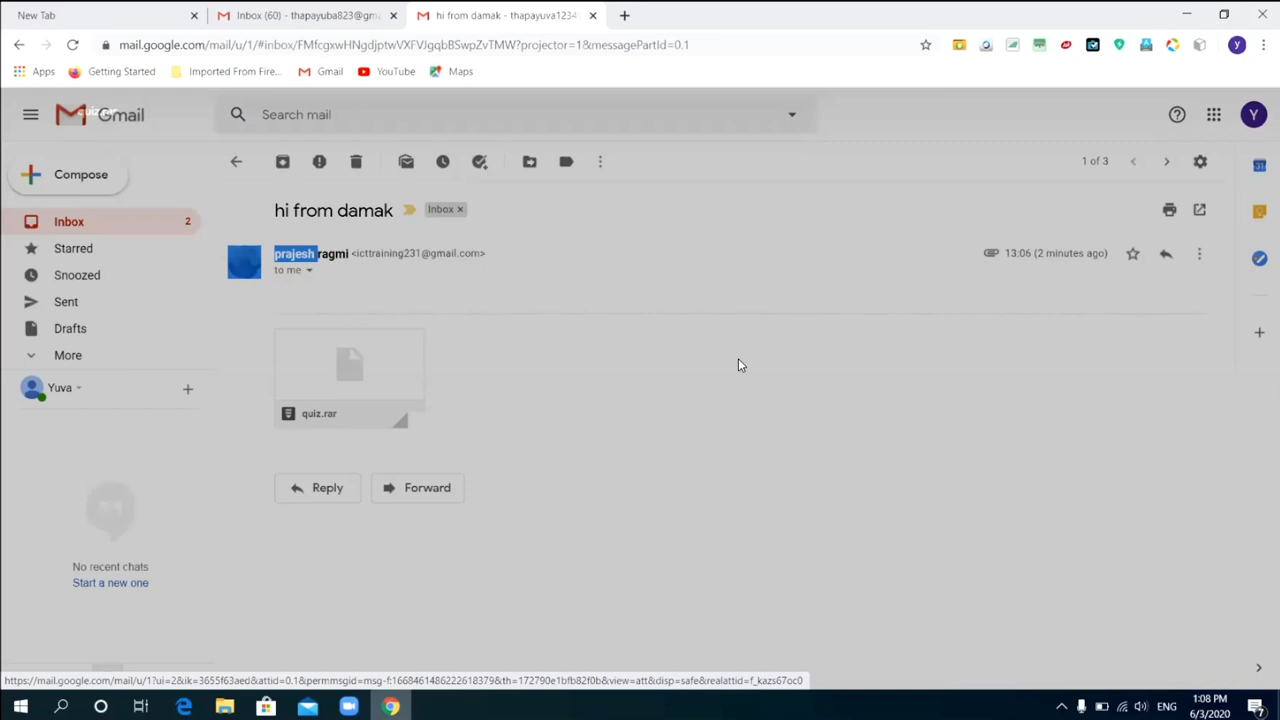 New Tab
Inbox (60) - thapayuba823@gma
hi from damak - thapayuva1234
mail.google.com/mail/u/1/#inbox/FMfcgxwHNgdjptwVXFVJgqbBSwpZvTMW?projector=1&messagePartId=0.1
Apps
Getting Started
Imported From Fire...
Gmail
YouTube
Maps
quiz.rar
Gmail
Search mail
Y
Compose
1 of 3
Inbox 2
hi from damak
Inbox
Starred
prajesh ragmi <icttraining231@gmail.com>
13:06 (2 minutes ago)
to me
Snoozed
Sent
Drafts
More
Yuva
quiz.rar
Reply
Forward
No recent chats
Start a new one
https://mail.google.com/mail/u/1?ui=2&ik=3655f63aed&attid=0.1&permmsgid=msg-f:1668461486222618379&th=172790e1bfb82f0b&view=att&disp=safe&realattid=f_kazs67oc0
ENG
1:08 PM
6/3/2020
7